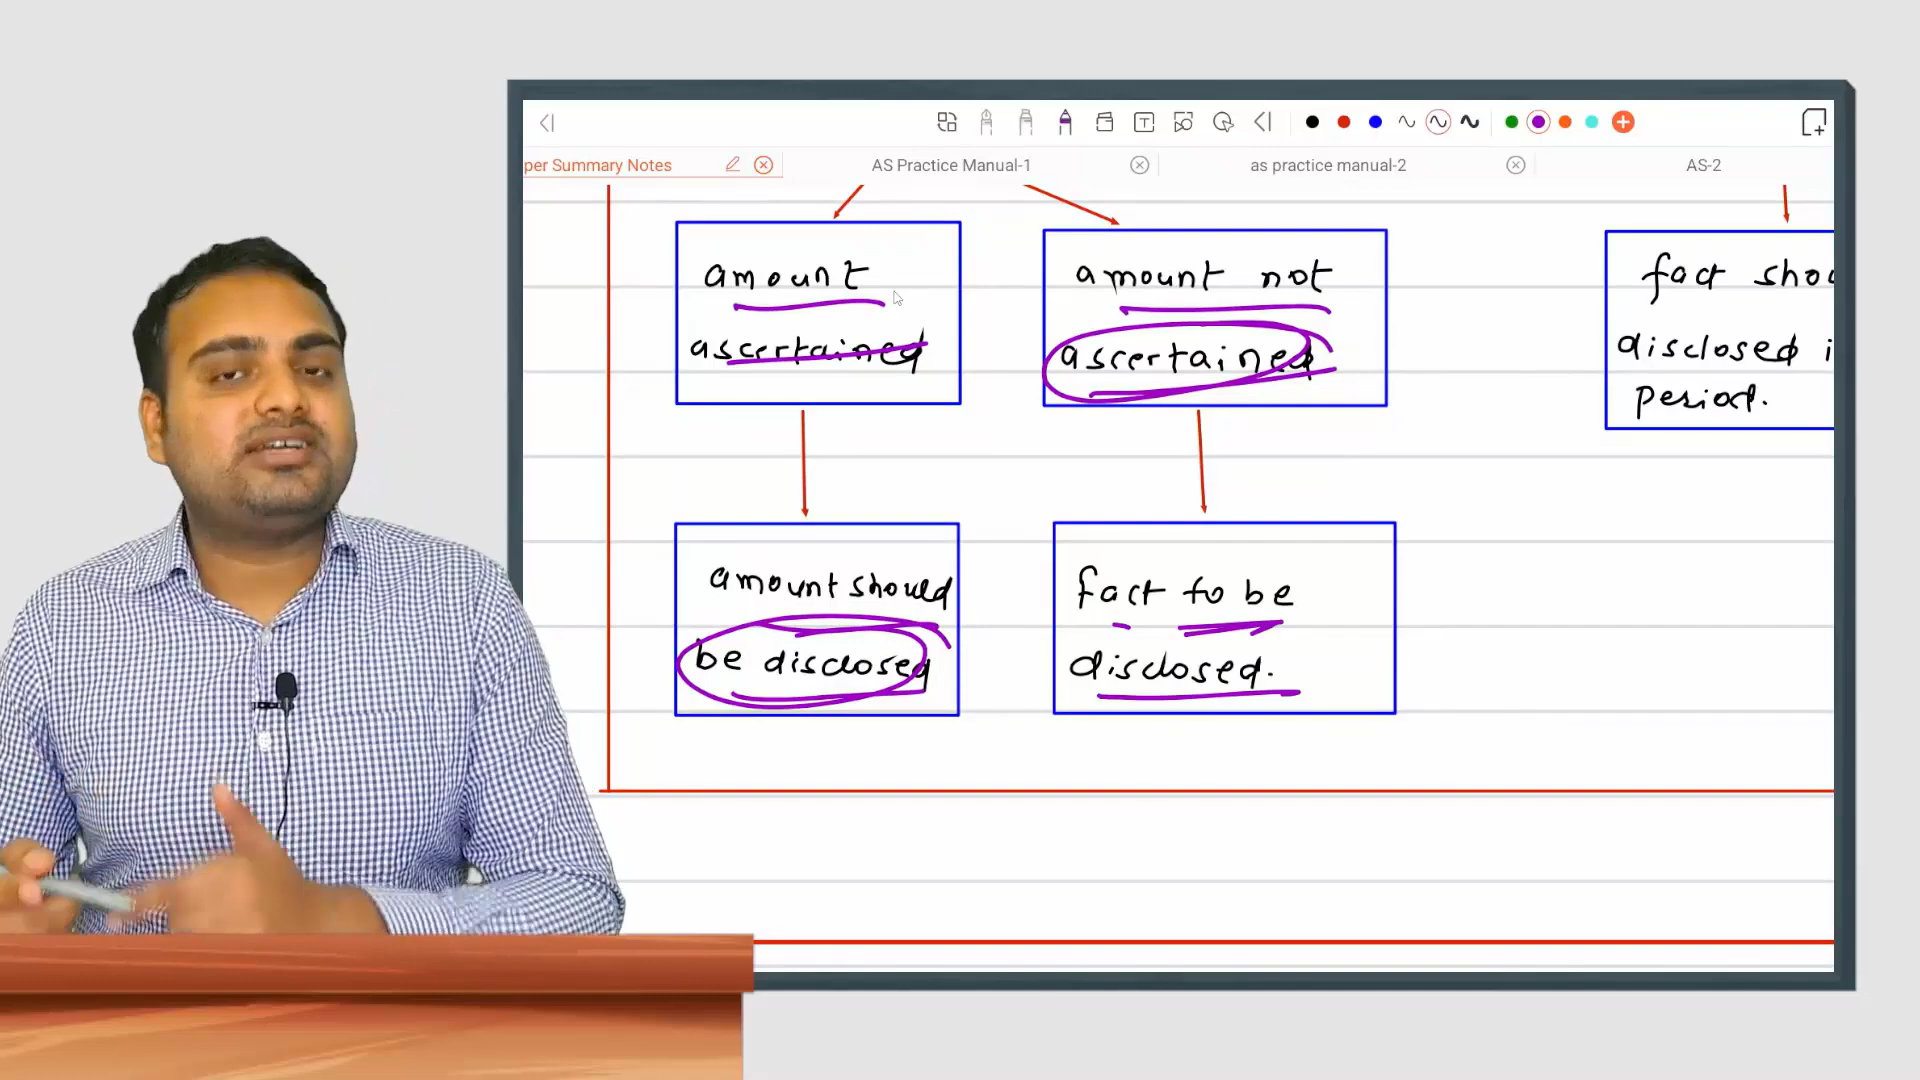 per Summary Notes
AS Practice Manual-1
as practice manual-2
AS-2
amount
ascertained
amount not
ascertained
fact
disclosed
period.
amount should
be disclosed
fact to be
disclosed.